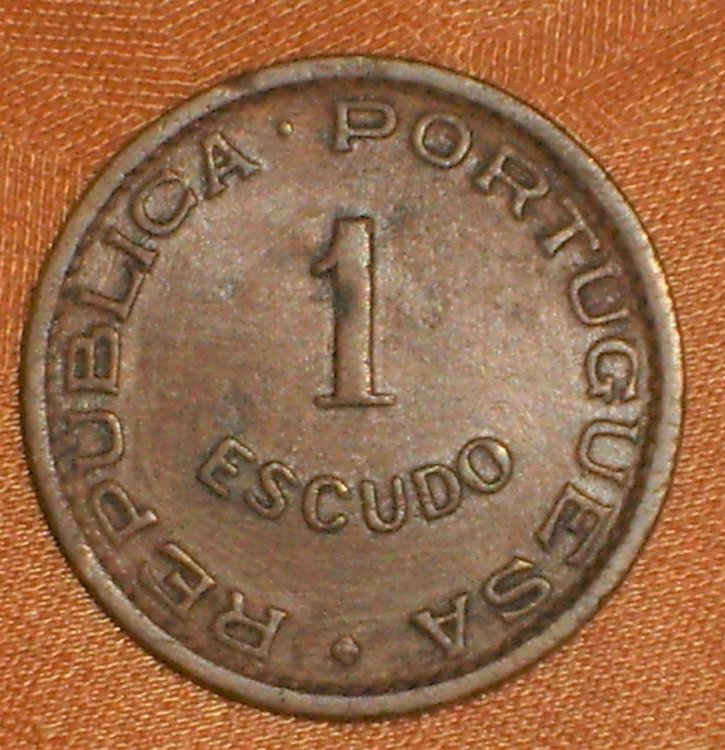 REPUBLICA · PORTUGUESA ·
1
ESCUDO